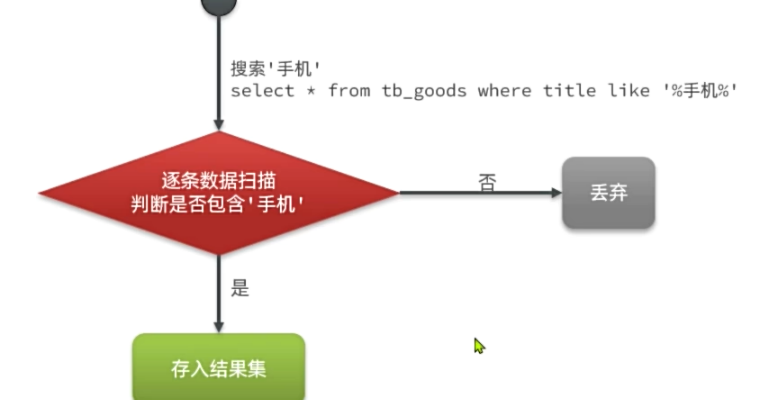 搜索'手机'
select * from tb_goods where title like '%手机%'
逐条数据扫描
判断是否包含'手机'
否
丢弃
是
存入结果集